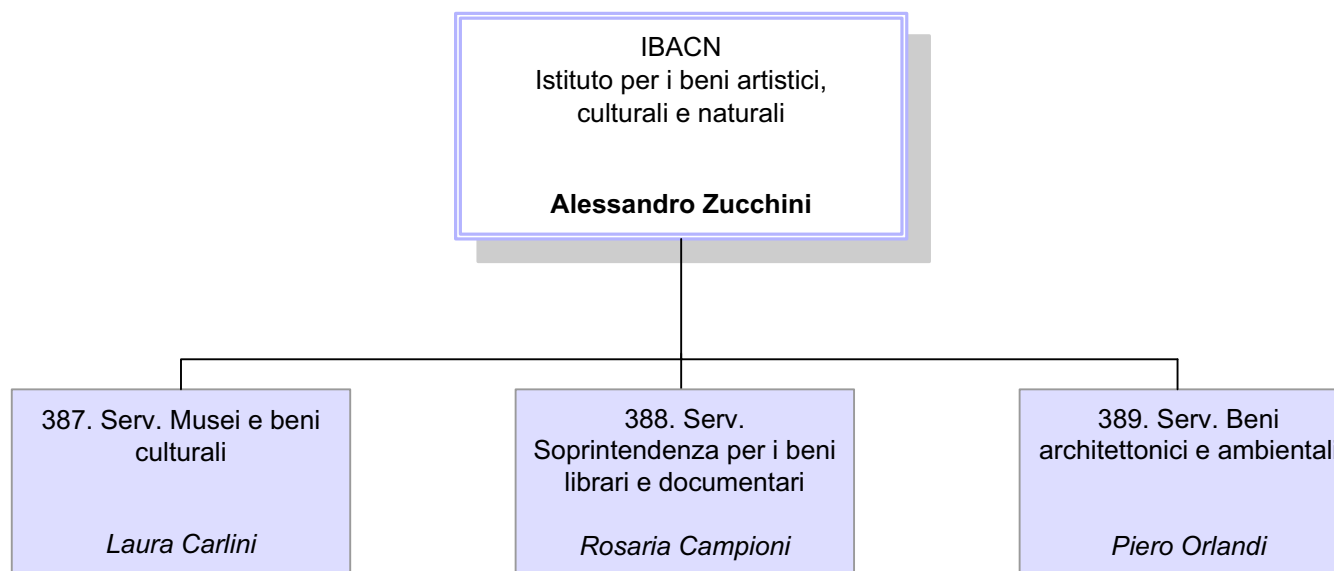 IBACN
Istituto per i beni artistici,
culturali e naturali
Alessandro Zucchini
387. Serv. Musei e beni
culturali
Laura Carlini
388. Serv.
Soprintendenza per i beni
librari e documentari
Rosaria Campioni
389. Serv. Beni
architettonici e ambientali
Piero Orlandi